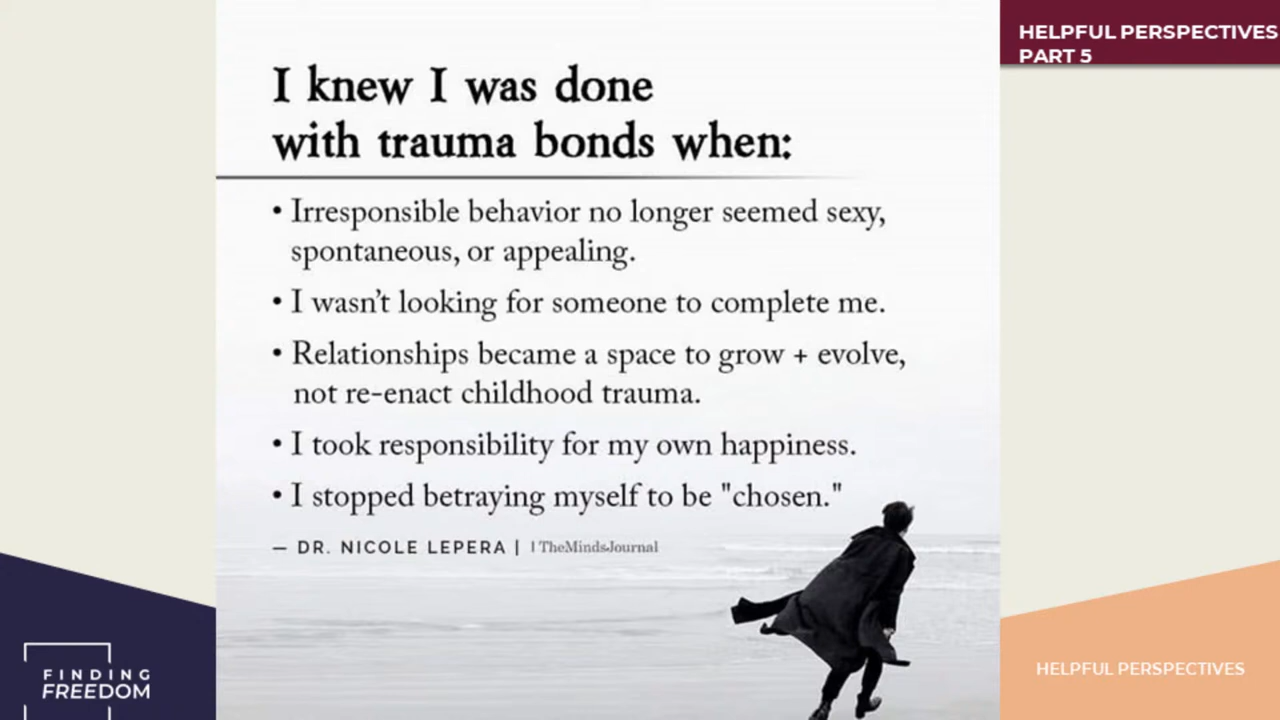 HELPFUL PERSPECTIVES
PART 5
I knew I was done
with trauma bonds when:
• Irresponsible behavior no longer seemed sexy,
spontaneous, or appealing.
• I wasn't looking for someone to complete me.
• Relationships became a space to grow + evolve,
not re-enact childhood trauma.
• I took responsibility for my own happiness.
• I stopped betraying myself to be "chosen."
— DR. NICOLE LEPERA | | TheMindsJournal
FINDING
FREEDOM
HELPFUL PERSPECTIVES